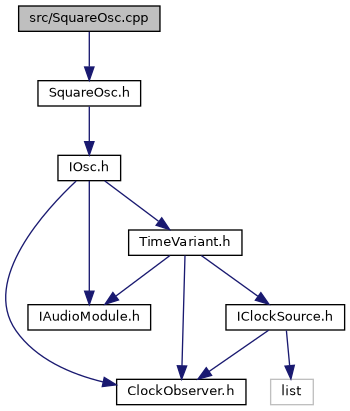 src/SquareOsc.cpp
SquareOsc.h
IOsc.h
TimeVariant.h
IAudioModule.h
IClockSource.h
ClockObserver.h
list